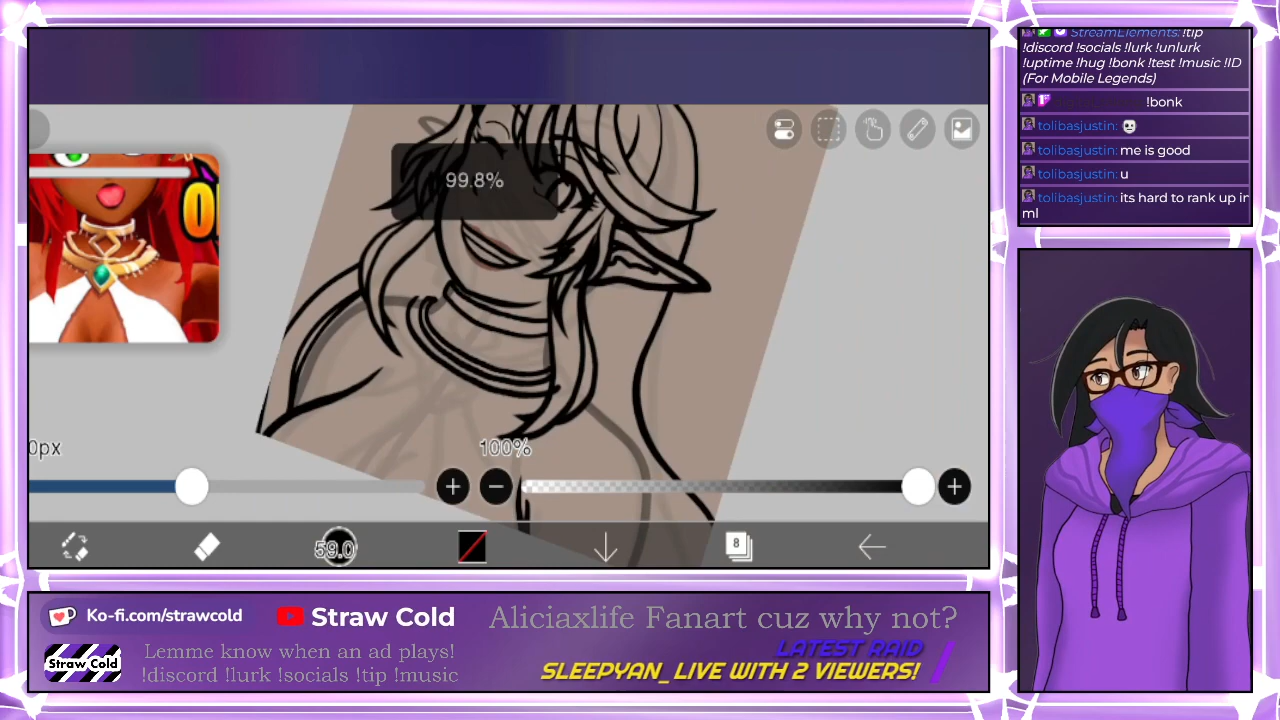 StreamElements: !tip
!discord !socials !lurk !unlurk
!uptime !hug !bonk !test !music !ID
(For Mobile Legends)
!bonk
tolibasjustin:
tolibasjustin: me is good
tolibasjustin: u
tolibasjustin: its hard to rank up in
ml
99.8%
0
0px
100%
59.0
8
Ko-fi.com/strawcold
Straw Cold
Aliciaxlife Fanart cuz why not?
Straw Cold
Lemme know when an ad plays!
!discord !lurk !socials !tip !music
LATEST RAID
SLEEPYAN_LIVE WITH 2 VIEWERS!